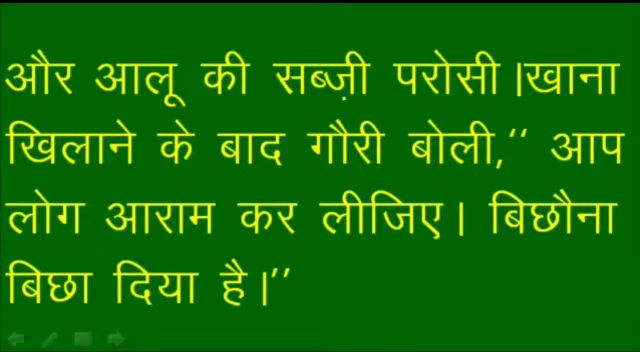 और आलू की सब्ज़ी परोसी |खाना
खिलाने के बाद गौरी बोली,‘‘ आप
लोग आराम कर लीजिए। बिछौना
बिछा दिया है।’’